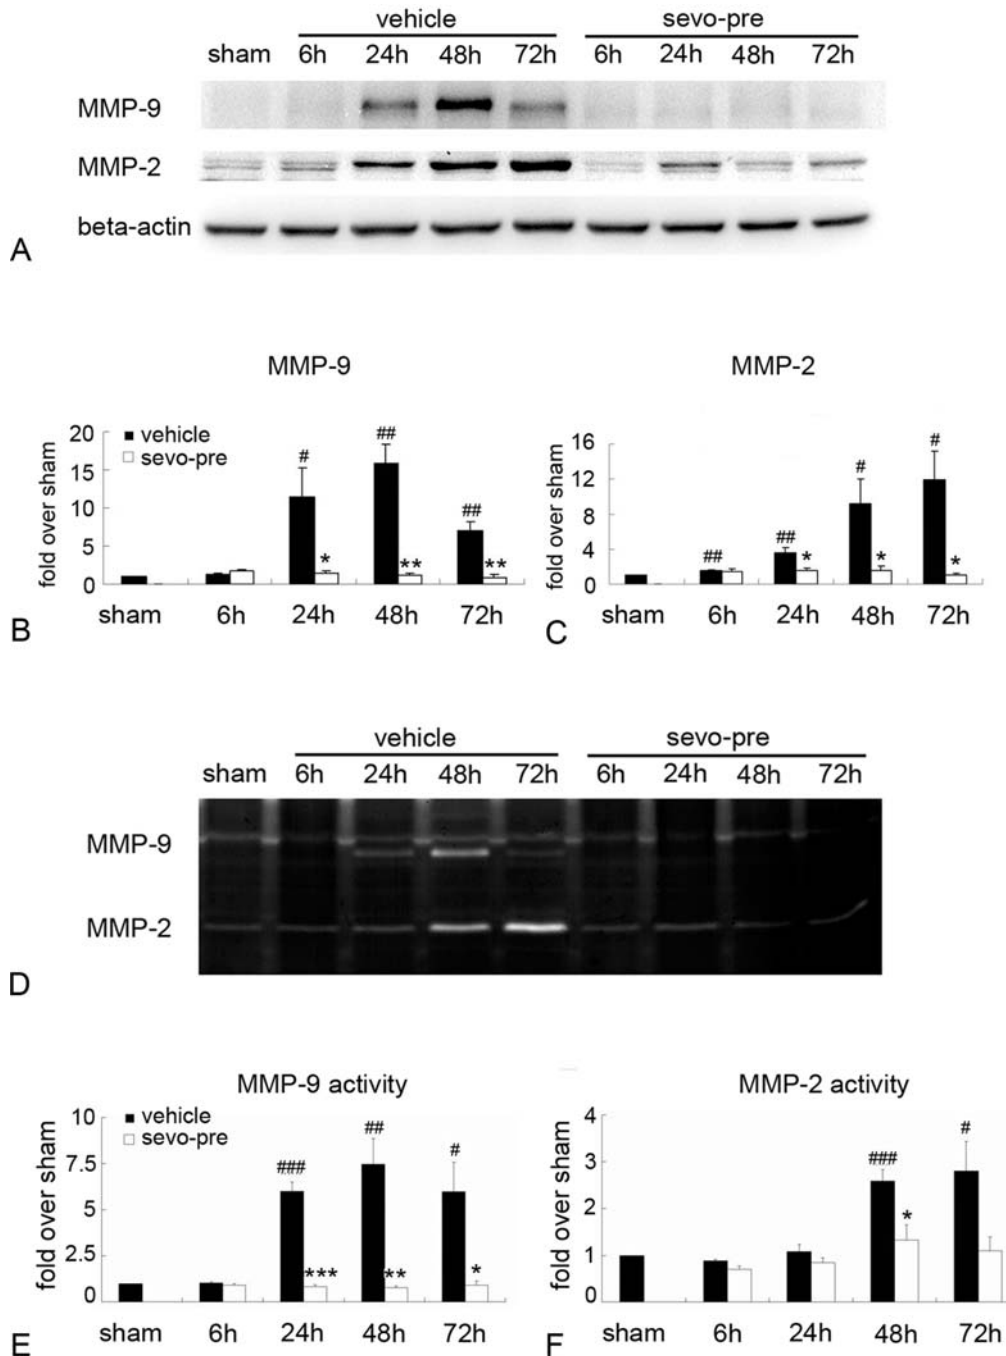 vehicle sevo-pre
sham 6h 24h 48h 72h 6h 24h 48h 72h
MMP-9
MMP-2
beta-actin
A
MMP-9
fold over sham
20
15
10
5
0
vehicle
sevo-pre
# ## ##
* ** **
sham 6h 24h 48h 72h
B
MMP-2
fold over sham
16
12
8
4
0
## ## # #
* * *
sham 6h 24h 48h 72h
C
vehicle sevo-pre
sham 6h 24h 48h 72h 6h 24h 48h 72h
MMP-9
MMP-2
D
MMP-9 activity
fold over sham
10
7.5
5
2.5
0
vehicle
sevo-pre
### ## #
*** ** *
sham 6h 24h 48h 72h
E
MMP-2 activity
fold over sham
4
3
2
1
0
### #
*
sham 6h 24h 48h 72h
F